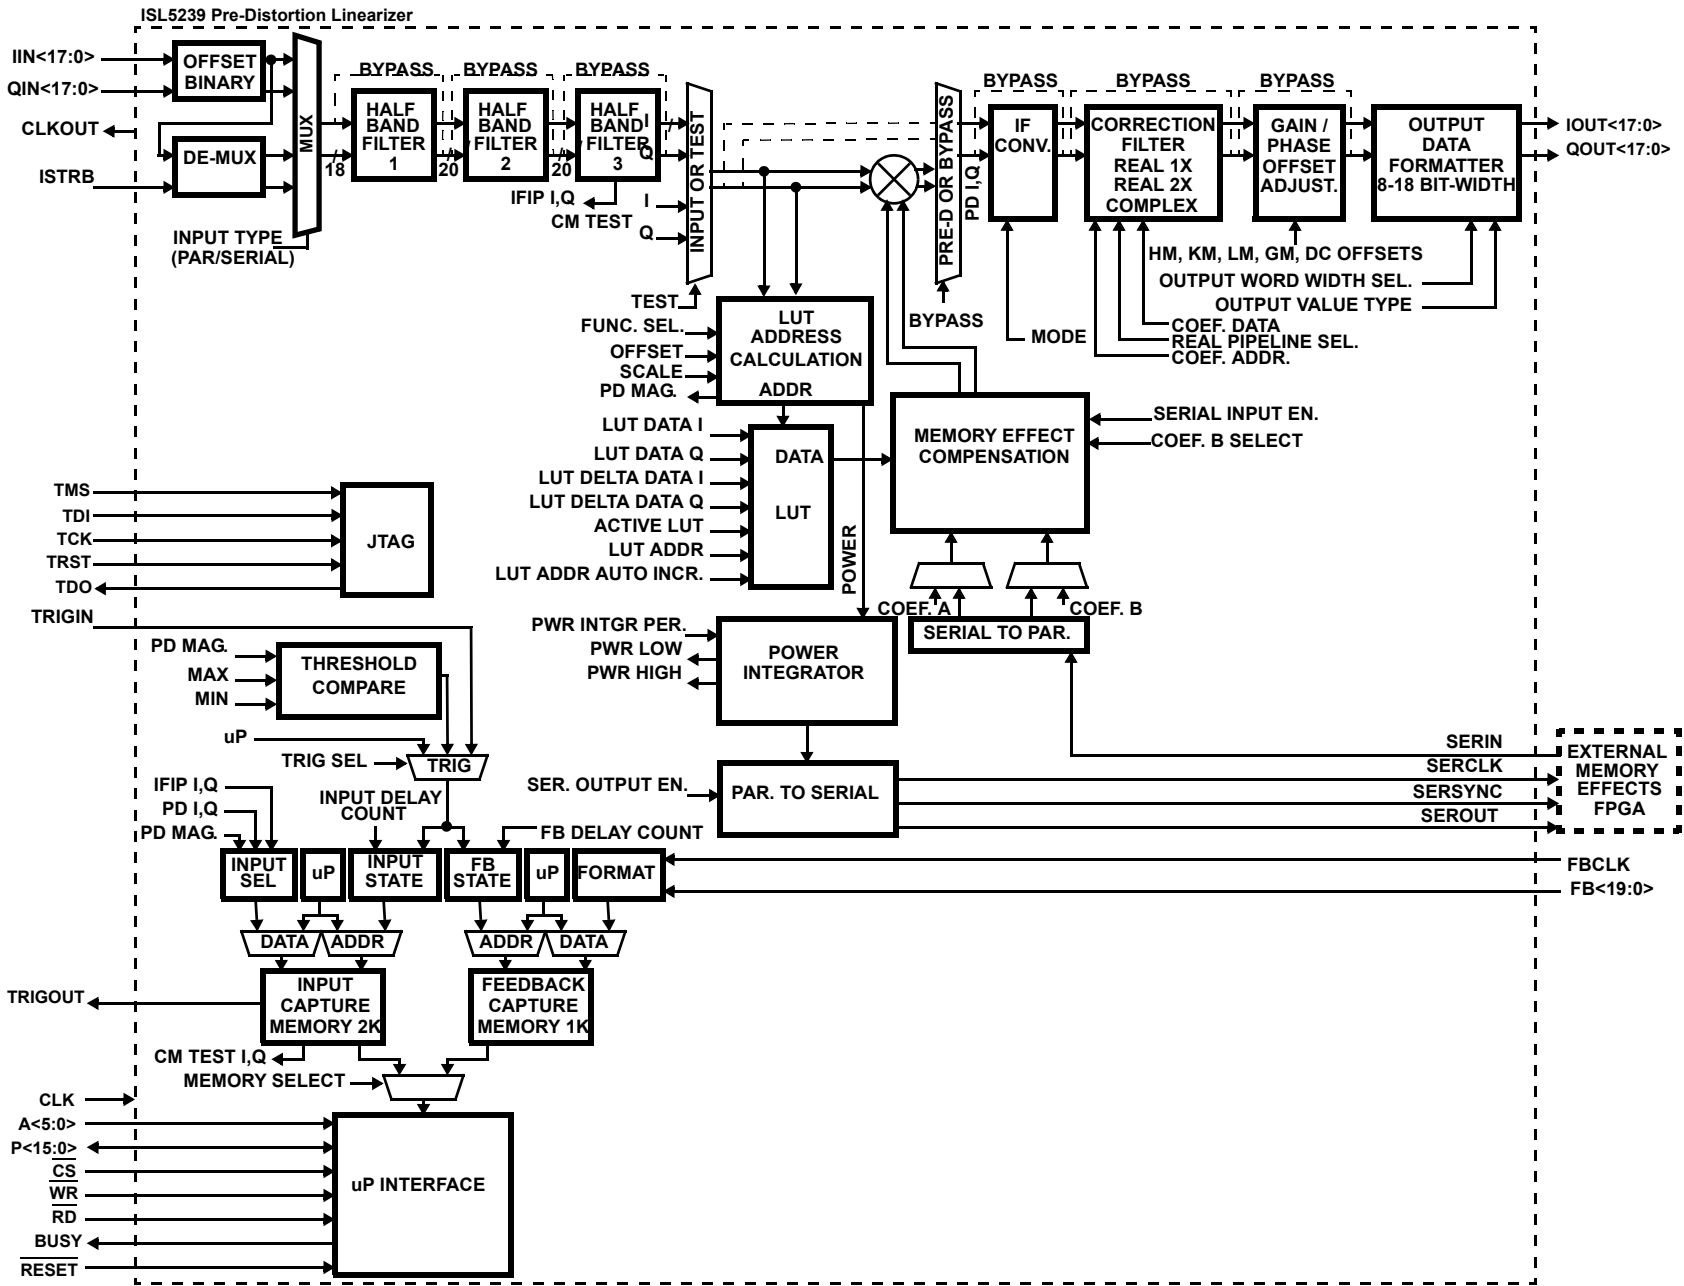 ISL5239 Pre-Distortion Linearizer
IIN<17:0>
QIN<17:0>
CLKOUT
ISTRB
OFFSET
BINARY
DE-MUX
MUX
INPUT TYPE
(PAR/SERIAL)
18
BYPASS
HALF
BAND
FILTER
1
20
BYPASS
HALF
BAND
FILTER
2
20
BYPASS
HALF
BAND
FILTER
3
I
Q
IFIP I,Q
CM TEST
I
Q
INPUT OR TEST
TEST
PRE-D OR BYPASS
BYPASS
PD I,Q
BYPASS
IF
CONV.
MODE
BYPASS
CORRECTION
FILTER
REAL 1X
REAL 2X
COMPLEX
BYPASS
GAIN /
PHASE
OFFSET
ADJUST.
OUTPUT
DATA
FORMATTER
8-18 BIT-WIDTH
IOUT<17:0>
QOUT<17:0>
HM, KM, LM, GM, DC OFFSETS
OUTPUT WORD WIDTH SEL.
OUTPUT VALUE TYPE
COEF. DATA
REAL PIPELINE SEL.
COEF. ADDR.
FUNC. SEL.
OFFSET
SCALE
PD MAG.
LUT
ADDRESS
CALCULATION
ADDR
LUT DATA I
LUT DATA Q
LUT DELTA DATA I
LUT DELTA DATA Q
ACTIVE LUT
LUT ADDR
LUT ADDR AUTO INCR.
DATA
LUT
POWER
MEMORY EFFECT
COMPENSATION
SERIAL INPUT EN.
COEF. B SELECT
COEF. A
COEF. B
SERIAL TO PAR.
TMS
TDI
TCK
TRST
TDO
JTAG
TRIGIN
PD MAG.
MAX
MIN
THRESHOLD
COMPARE
uP
TRIG SEL
TRIG
PWR INTGR PER.
PWR LOW
PWR HIGH
POWER
INTEGRATOR
SER. OUTPUT EN.
PAR. TO SERIAL
SERIN
SERCLK
SERSYNC
SEROUT
EXTERNAL
MEMORY
EFFECTS
FPGA
IFIP I,Q
PD I,Q
PD MAG.
INPUT DELAY
COUNT
FB DELAY COUNT
INPUT
SEL
uP
INPUT
STATE
FB
STATE
uP
FORMAT
FBCLK
FB<19:0>
DATA
ADDR
ADDR
DATA
TRIGOUT
INPUT
CAPTURE
MEMORY 2K
FEEDBACK
CAPTURE
MEMORY 1K
CM TEST I,Q
MEMORY SELECT
CLK
A<5:0>
P<15:0>
CS
WR
RD
BUSY
RESET
uP INTERFACE